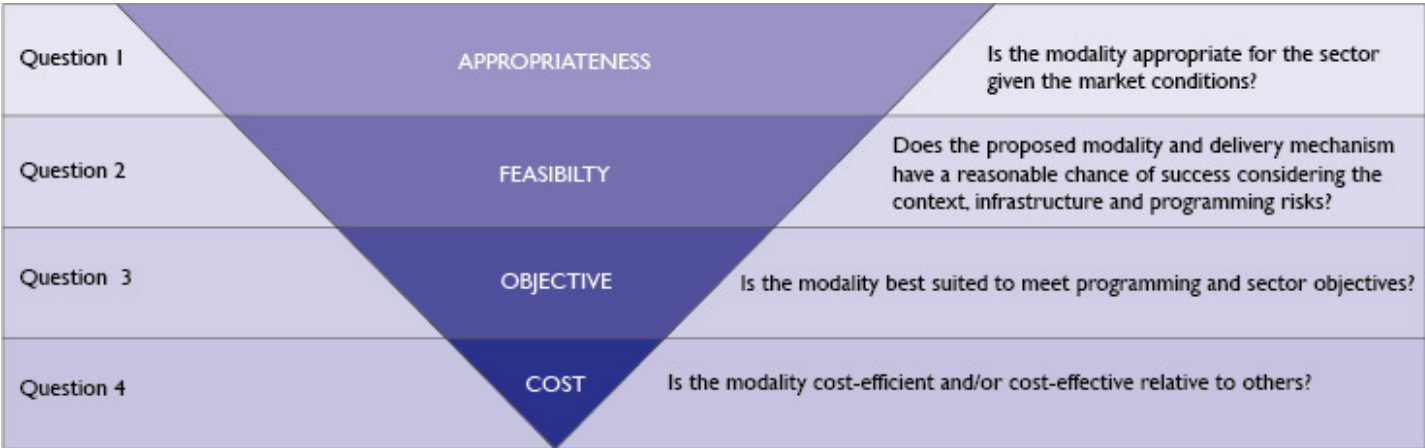 Question 1
APPROPRIATENESS
Is the modality appropriate for the sector
given the market conditions?
Question 2
FEASIBILTY
Does the proposed modality and delivery mechanism
have a reasonable chance of success considering the
context, infrastructure and programming risks?
Question 3
OBJECTIVE
Is the modality best suited to meet programming and sector objectives?
Question 4
COST
Is the modality cost-efficient and/or cost-effective relative to others?